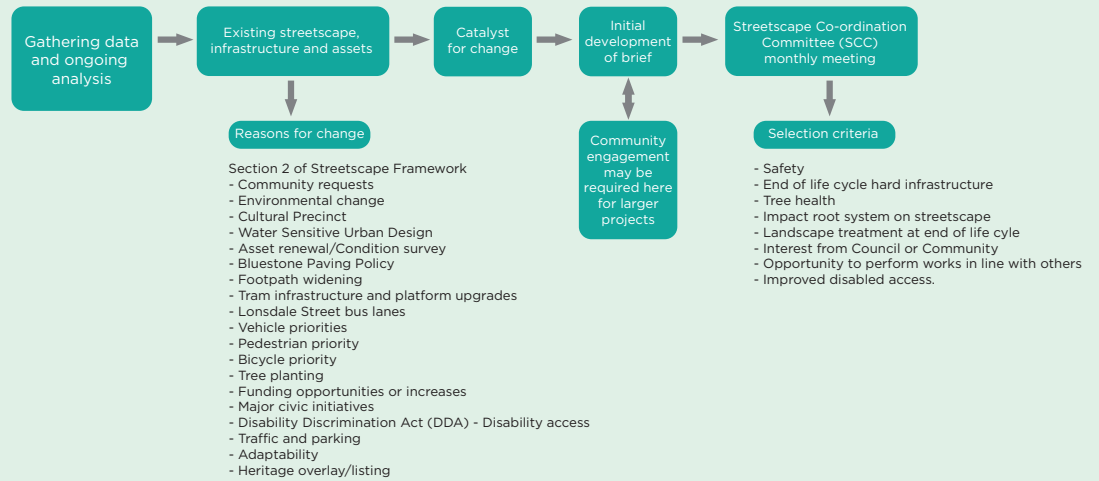 Gathering data
and ongoing
analysis
Existing streetscape,
infrastructure and assets
Catalyst
for change
Initial
development
of brief
Streetscape Co-ordination
Committee (SCC)
monthly meeting
Reasons for change
Section 2 of Streetscape Framework
- Community requests
- Environmental change
- Cultural Precinct
- Water Sensitive Urban Design
- Asset renewal/Condition survey
- Bluestone Paving Policy
- Footpath widening
- Tram infrastructure and platform upgrades
- Lonsdale Street bus lanes
- Vehicle priorities
- Pedestrian priority
- Bicycle priority
- Tree planting
- Funding opportunities or increases
- Major civic initiatives
- Disability Discrimination Act (DDA) - Disability access
- Traffic and parking
- Adaptability
- Heritage overlay/listing
Community
engagement
may be
required here
for larger
projects
Selection criteria
- Safety
- End of life cycle hard infrastructure
- Tree health
- Impact root system on streetscape
- Landscape treatment at end of life cyle
- Interest from Council or Community
- Opportunity to perform works in line with others
- Improved disabled access.